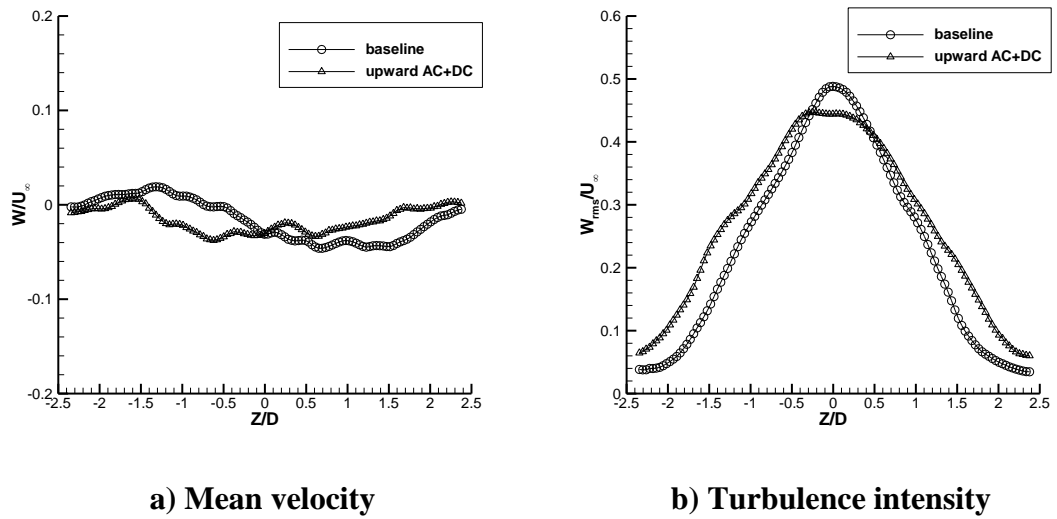 0.2
0.1
0
-0.1
-0.2
W/U∞
-2.5 -2 -1.5 -1 -0.5 0 0.5 1 1.5 2 2.5
Z/D
baseline
upward AC+DC
a) Mean velocity
0.6
0.5
0.4
0.3
0.2
0.1
0
Wrms/U∞
-2.5 -2 -1.5 -1 -0.5 0 0.5 1 1.5 2 2.5
Z/D
baseline
upward AC+DC
b) Turbulence intensity